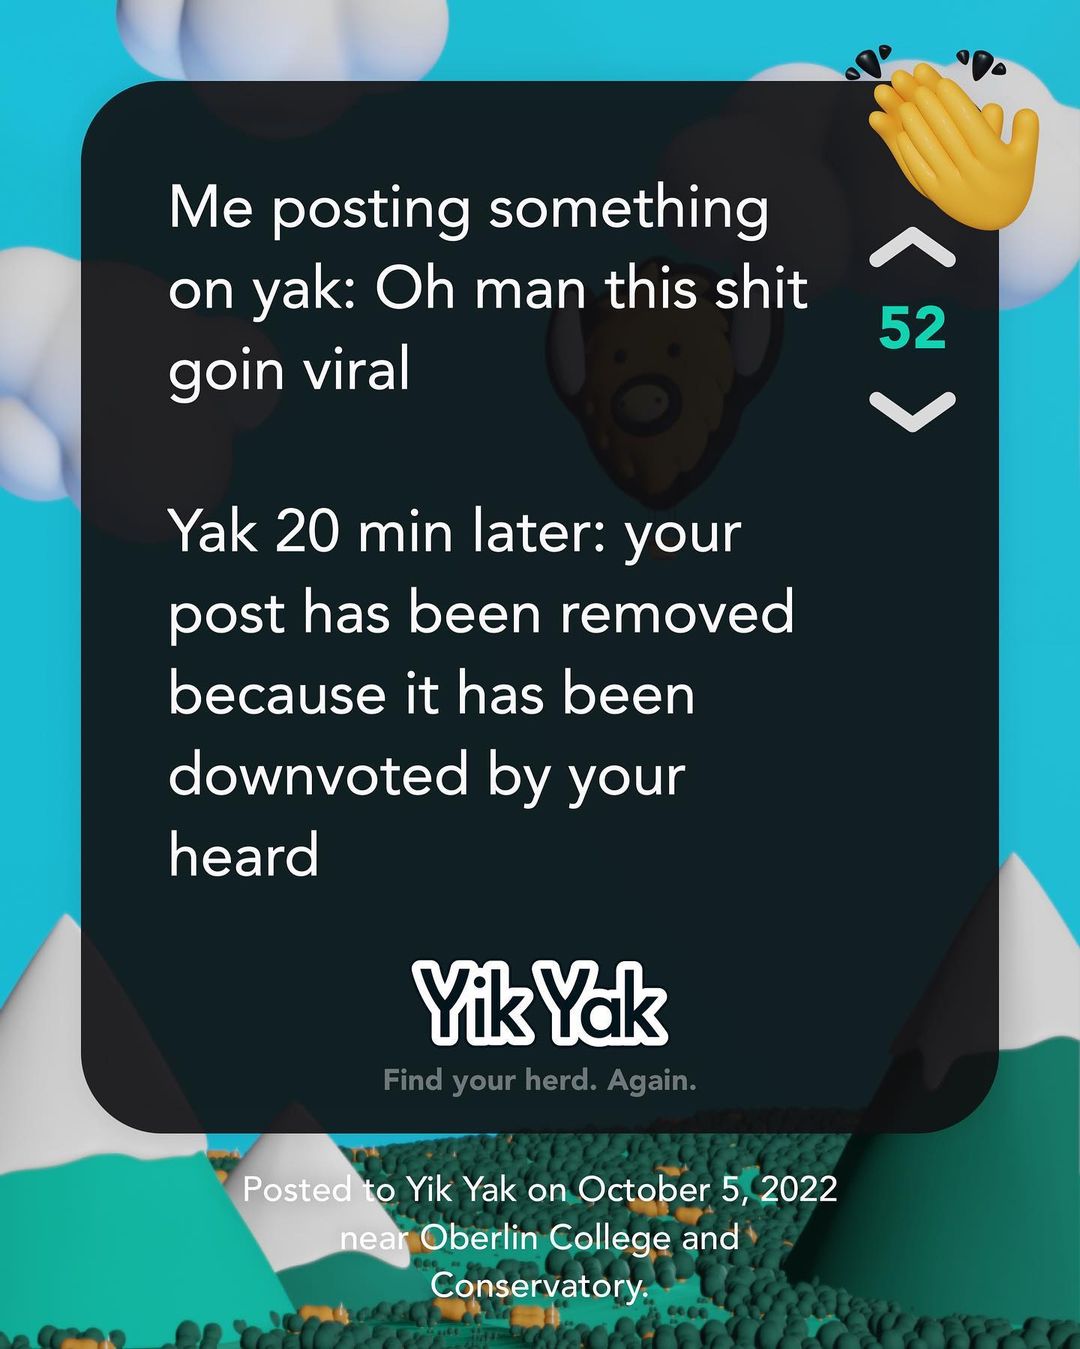 Me posting something
on yak: Oh man this shit
goin viral
52
Yak 20 min later: your
post has been removed
because it has been
downvoted by your
heard
Yik Yak
Find your herd. Again.
Posted to Yik Yak on October 5, 2022
near Oberlin College and
Conservatory.